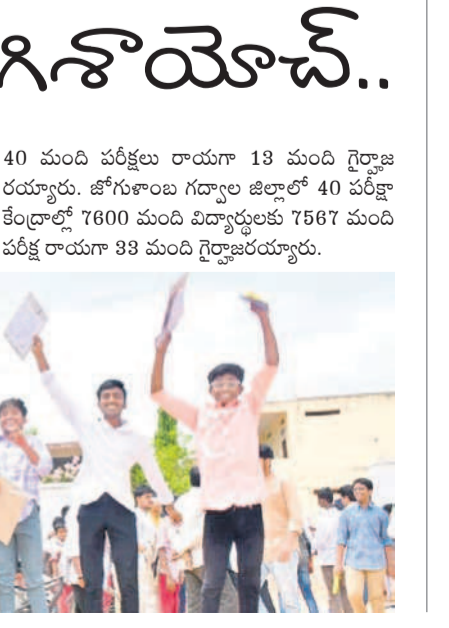 గిశాయోచ్..
40 మంది పరీక్షలు రాయగా 13 మంది గైర్హాజ
రయ్యారు. జోగుళాంబ గద్వాల జిల్లాలో 40 పరీక్షా
కేంద్రాల్లో 7600 మంది విద్యార్థులకు 7567 మంది
పరీక్ష రాయగా 33 మంది గైర్హాజరయ్యారు.